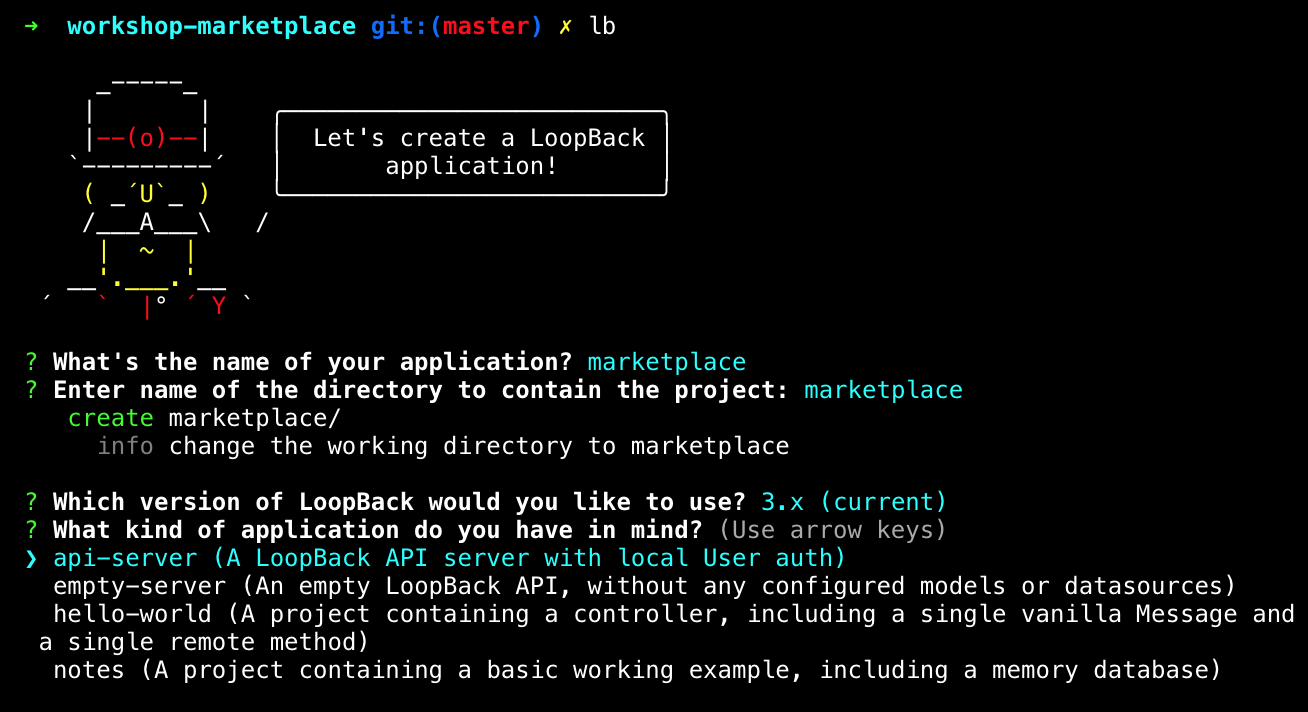 ➜  workshop-marketplace git:(master) ✗ lb

     _-----_
    |       |    ╭──────────────────────────╮
    |--(o)--|    │  Let's create a LoopBack │
   `---------´   │       application!       │
    ( _´U`_ )    ╰──────────────────────────╯
    /___A___\   /
     |  ~  |
   __'.___.'__
 ´   `  |° ´ Y `

? What's the name of your application? marketplace
? Enter name of the directory to contain the project: marketplace
   create marketplace/
     info change the working directory to marketplace

? Which version of LoopBack would you like to use? 3.x (current)
? What kind of application do you have in mind? (Use arrow keys)
❯ api-server (A LoopBack API server with local User auth)
  empty-server (An empty LoopBack API, without any configured models or datasources)
  hello-world (A project containing a controller, including a single vanilla Message and
 a single remote method)
  notes (A project containing a basic working example, including a memory database)